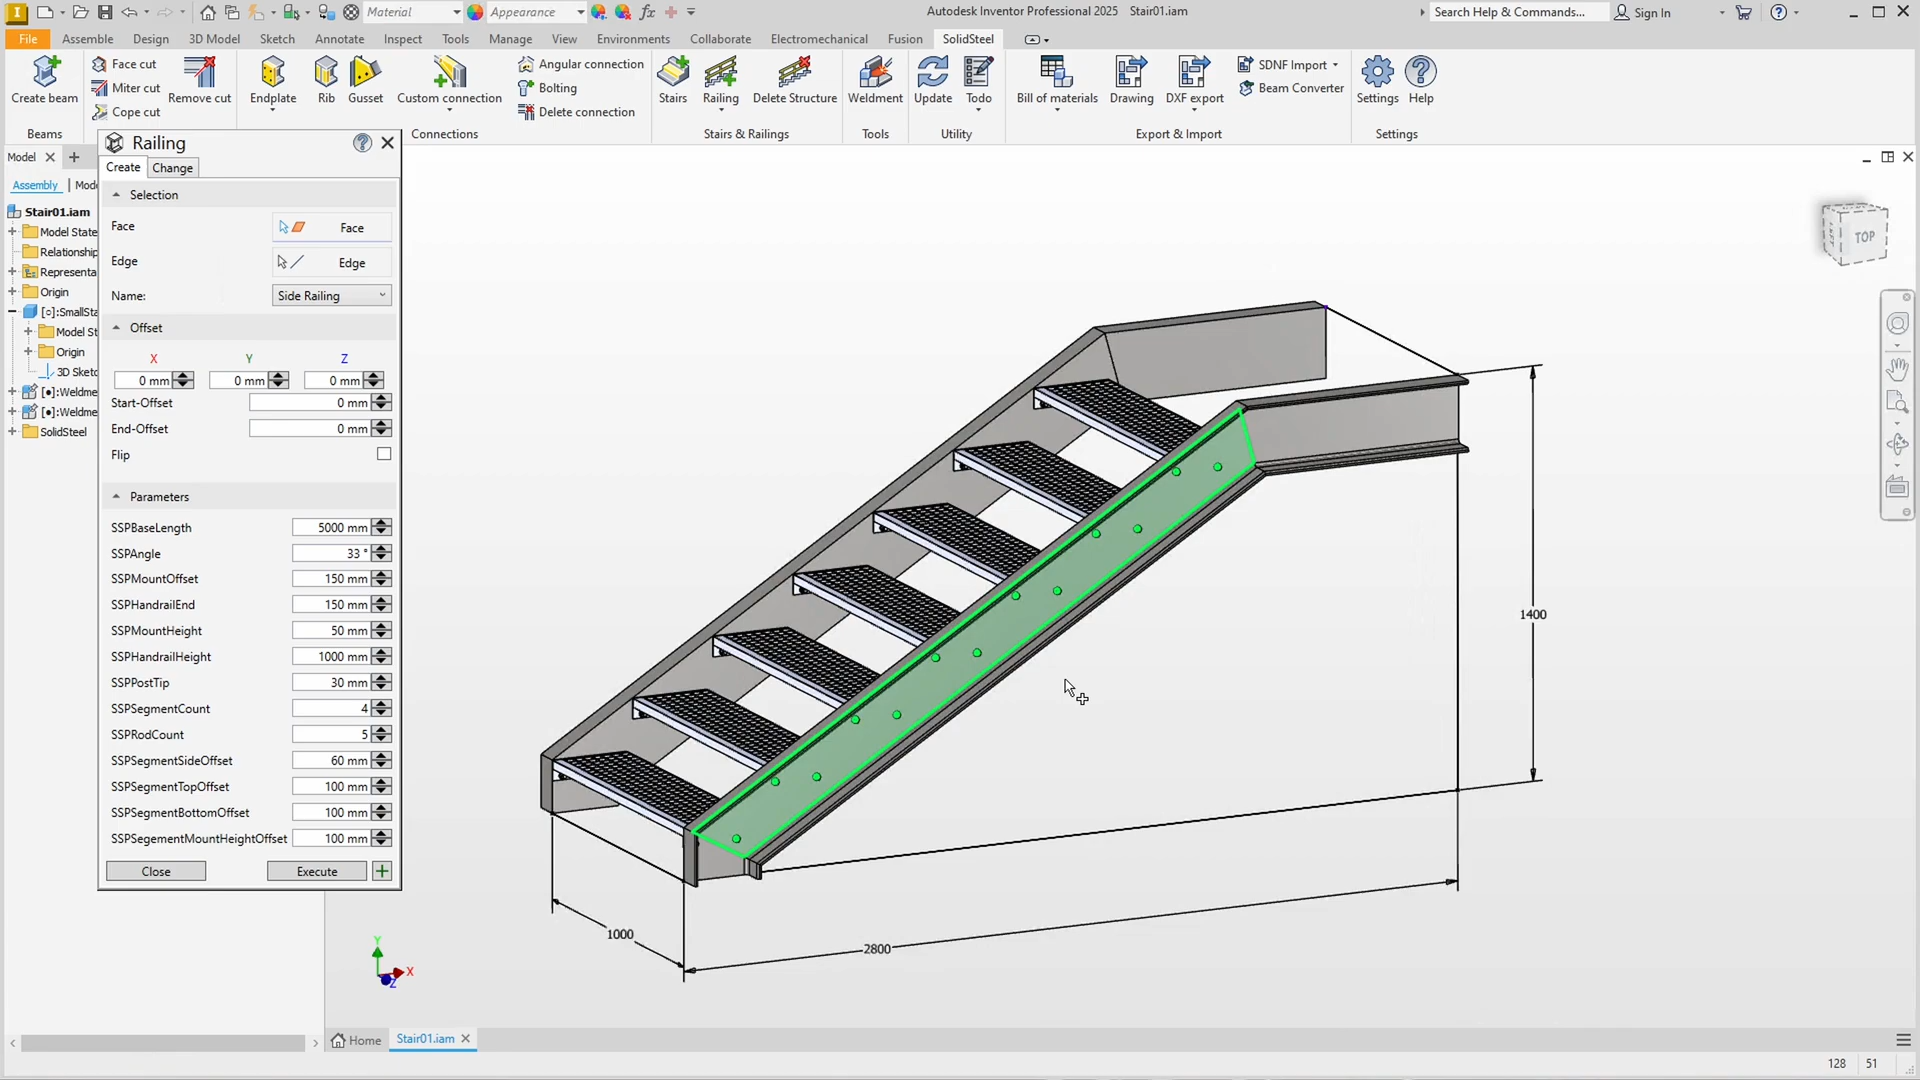 Material
Appearance
Autodesk Inventor Professional 2025 Stair01.iam
Search Help & Commands...
Sign In
File
Assemble
Design
3D Model
Sketch
Annotate
Inspect
Tools
Manage
View
Environments
Collaborate
Electromechanical
Fusion
SolidSteel
Create beam
Face cut
Miter cut
Cope cut
Remove cut
Endplate
Rib
Gusset
Custom connection
Angular connection
Bolting
Delete connection
Stairs
Railing
Delete Structure
Weldment
Update
Todo
Bill of materials
Drawing
DXF export
SDNF Import
Beam Converter
Settings
Help
Beams
Connections
Stairs & Railings
Tools
Utility
Export & Import
Settings
Model
Assembly
Stair01.iam
Model State
Relationship
Representa
Origin
[○]:SmallSta
Model St
Origin
3D Sketc
[●]:Weldme
[●]:Weldme
SolidSteel
Railing
Create
Change
Selection
Face
Face
Edge
Edge
Name:
Side Railing
Offset
X
Y
Z
0 mm
0 mm
0 mm
Start-Offset
0 mm
End-Offset
0 mm
Flip
Parameters
SSPBaseLength
5000 mm
SSPAngle
33 °
SSPMountOffset
150 mm
SSPHandrailEnd
150 mm
SSPMountHeight
50 mm
SSPHandrailHeight
1000 mm
SSPPostTip
30 mm
SSPSegmentCount
4
SSPRodCount
5
SSPSegmentSideOffset
60 mm
SSPSegmentTopOffset
100 mm
SSPSegmentBottomOffset
100 mm
SSPSegementMountHeightOffset
100 mm
Close
Execute
TOP
1400
1000
2800
Y
X
Z
Home
Stair01.iam
128 51